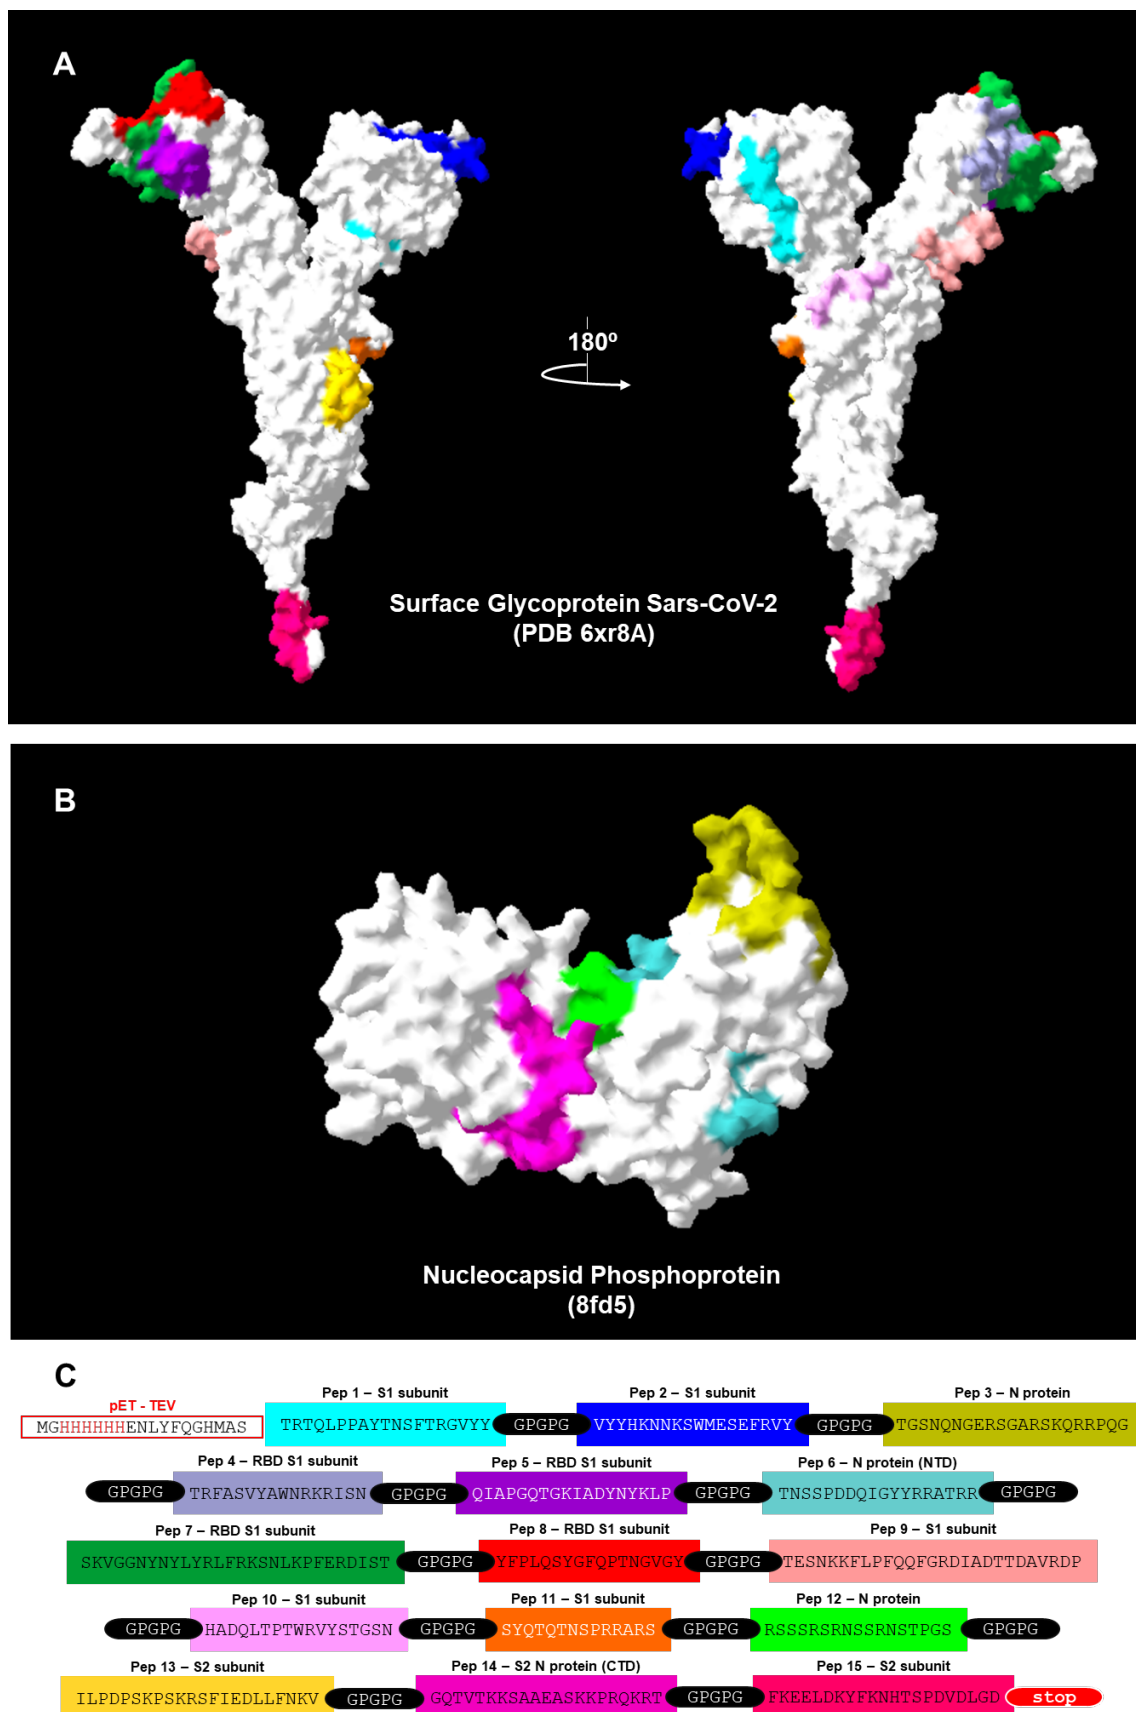 A
180º
Surface Glycoprotein Sars-CoV-2
(PDB 6xr8A)
B
Nucleocapsid Phosphoprotein
(8fd5)
C
pET - TEV
Pep 1 – S1 subunit
Pep 2 – S1 subunit
Pep 3 – N protein
MGHHHHHHENLYFQGHMAS TRTQLPPAYTNSFTRGVYY GPGPG VYYHKNNKSWMESEFRVY GPGPG TGSNQNGERSGARSKQRRPQG
Pep 4 – RBD S1 subunit
Pep 5 – RBD S1 subunit
Pep 6 – N protein (NTD)
GPGPG TRFASVYAWNRKRISN GPGPG QIAPGQTGKIADYNYKLP GPGPG TNSSPDDQIGYYRRATRR GPGPG
Pep 7 – RBD S1 subunit
Pep 8 – RBD S1 subunit
Pep 9 – S1 subunit
SKVGGNYNYLYRLFRKSNLKPFERDIST GPGPG YFPLQSYGFQPTNGVGY GPGPG TESNKKFLPFQQFGRDIADTTDAVRDP
Pep 10 – S1 subunit
Pep 11 – S1 subunit
Pep 12 – N protein
GPGPG HADQLTPTWRVYSTGSN GPGPG SYQTQTNSPRRARS GPGPG RSSSRSRNSSRNSTPGS GPGPG
Pep 13 – S2 subunit
Pep 14 – S2 N protein (CTD)
Pep 15 – S2 subunit
ILPDPSKPSKRSFIEDLLFNKV GPGPG GQTVTKKSAAEASKKPRQKRT GPGPG FKEELDKYFKNHTSPDVDLGD stop